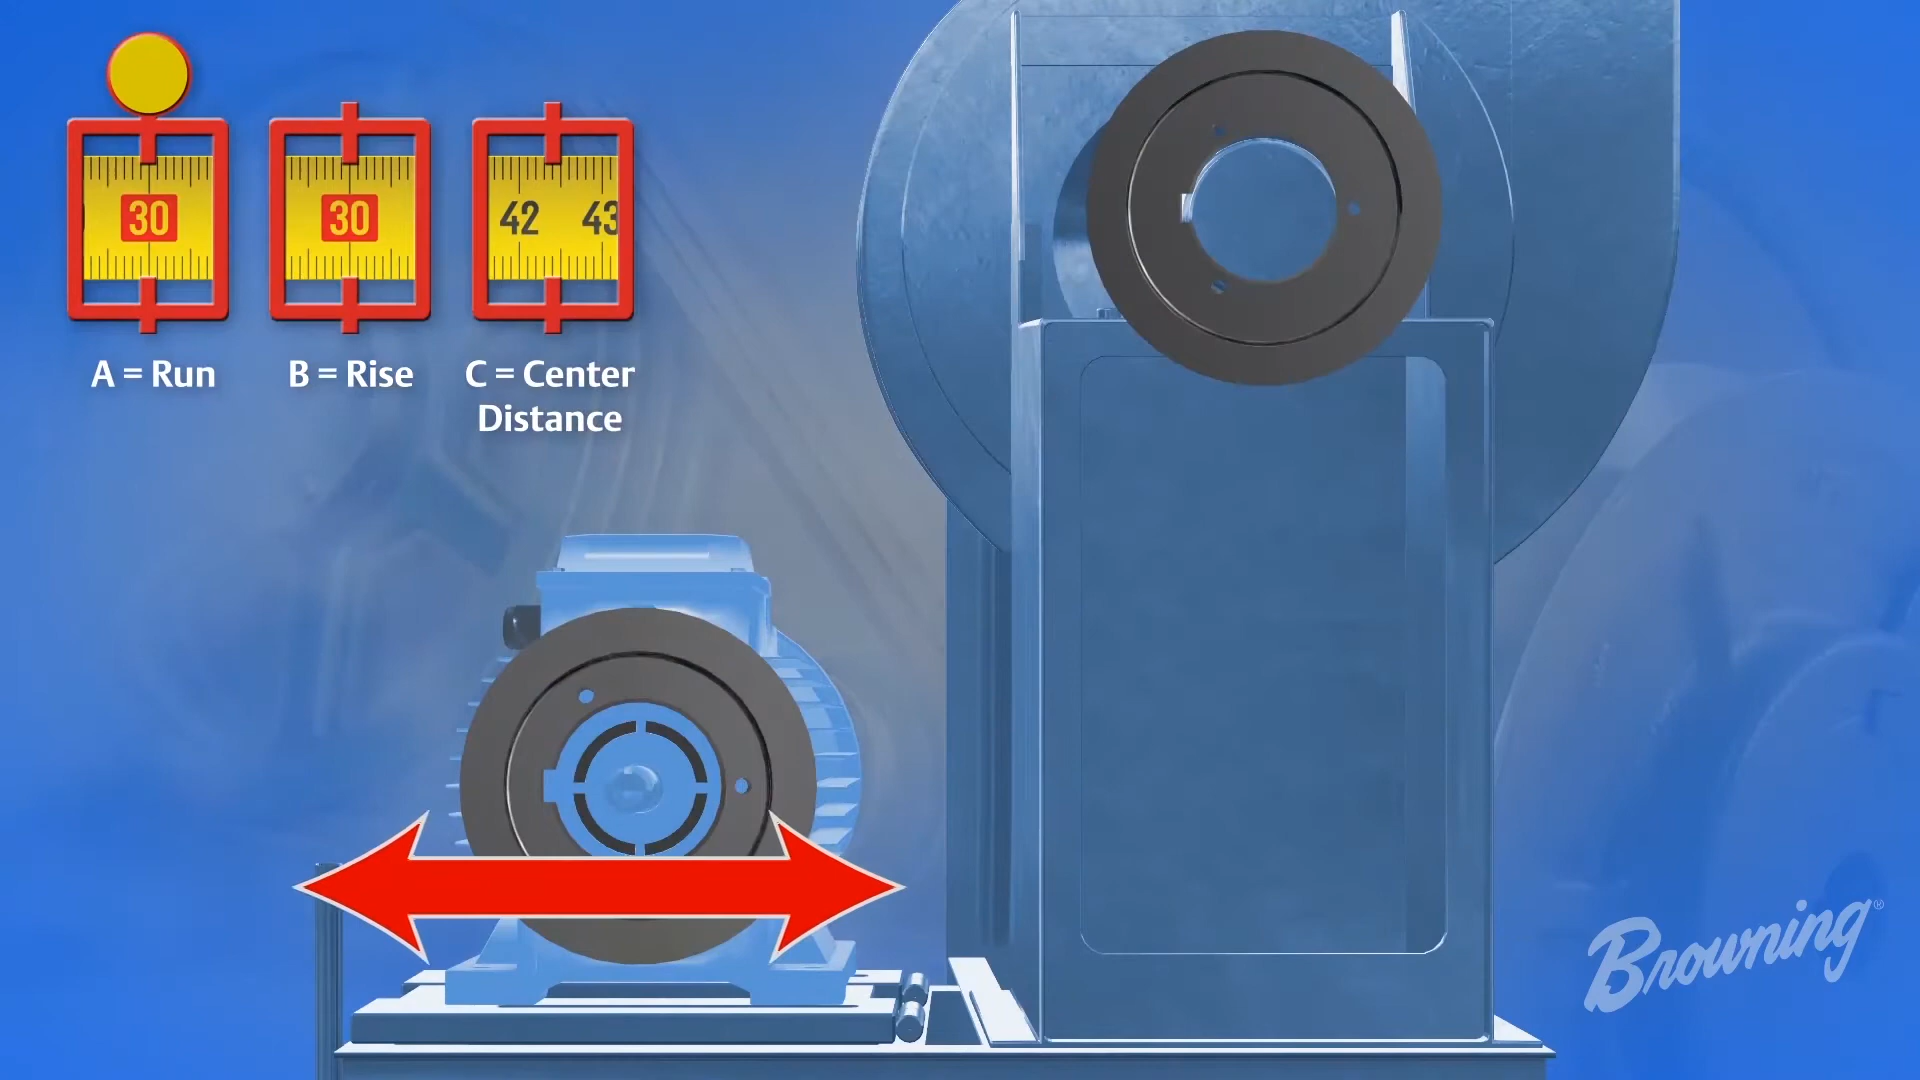 30
30
42 43
A = Run
B = Rise
C = Center
Distance
Browning®